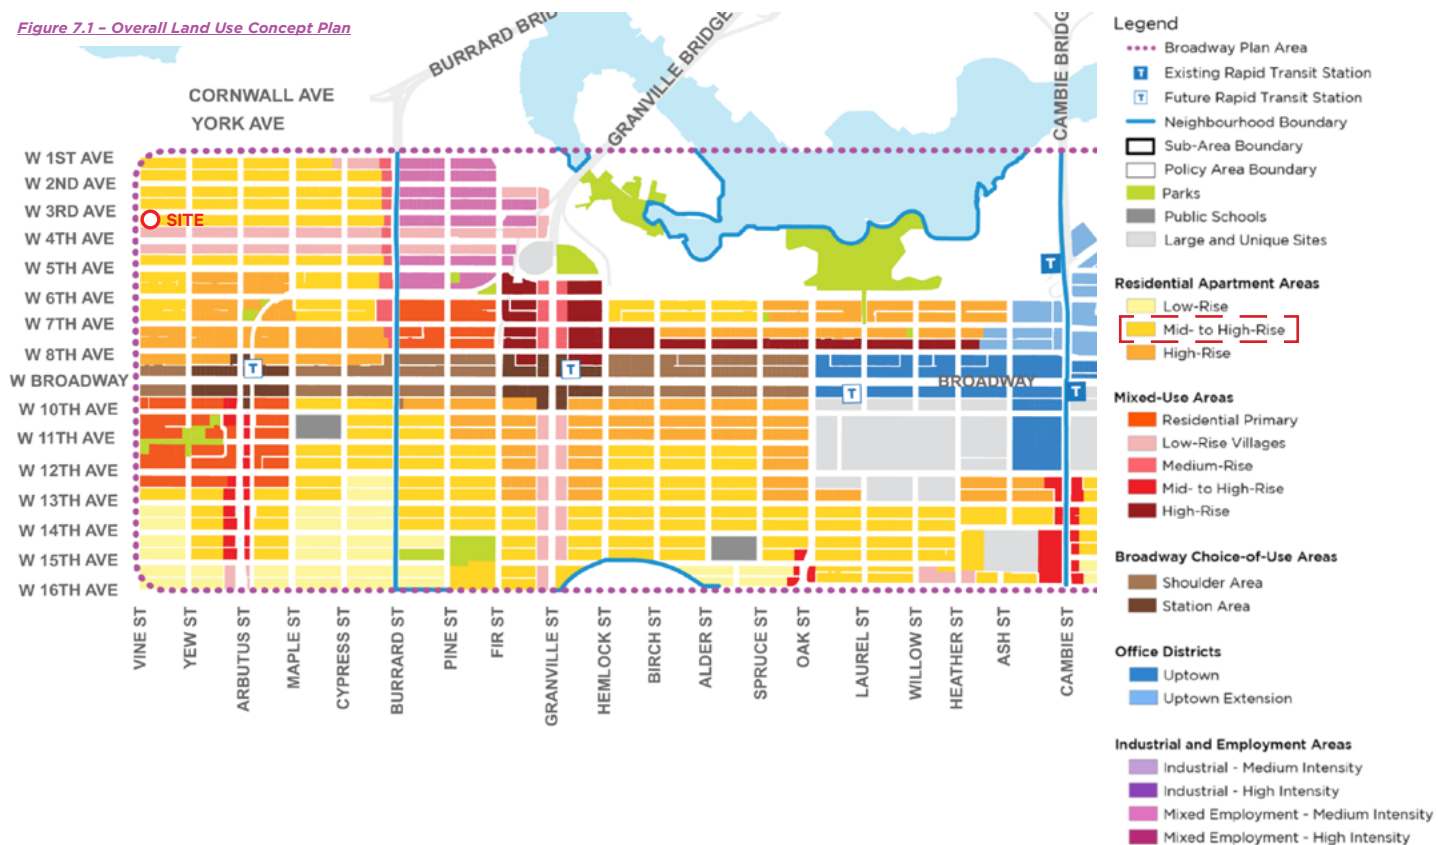 Figure 7.1 – Overall Land Use Concept Plan
BURRARD BRID
GRANVILLE BRIDGE
CAMBIE BRIDG
CORNWALL AVE
YORK AVE
W 1ST AVE
W 2ND AVE
W 3RD AVE
SITE
W 4TH AVE
W 5TH AVE
W 6TH AVE
W 7TH AVE
W 8TH AVE
W BROADWAY
BROADWAY
W 10TH AVE
W 11TH AVE
W 12TH AVE
W 13TH AVE
W 14TH AVE
W 15TH AVE
W 16TH AVE
T
T
T
T
T
VINE ST
YEW ST
ARBUTUS ST
MAPLE ST
CYPRESS ST
BURRARD ST
PINE ST
FIR ST
GRANVILLE ST
HEMLOCK ST
BIRCH ST
ALDER ST
SPRUCE ST
OAK ST
LAUREL ST
WILLOW ST
HEATHER ST
ASH ST
CAMBIE ST
Legend
Broadway Plan Area
T Existing Rapid Transit Station
T Future Rapid Transit Station
Neighbourhood Boundary
Sub-Area Boundary
Policy Area Boundary
Parks
Public Schools
Large and Unique Sites
Residential Apartment Areas
Low-Rise
Mid- to High-Rise
High-Rise
Mixed-Use Areas
Residential Primary
Low-Rise Villages
Medium-Rise
Mid- to High-Rise
High-Rise
Broadway Choice-of-Use Areas
Shoulder Area
Station Area
Office Districts
Uptown
Uptown Extension
Industrial and Employment Areas
Industrial - Medium Intensity
Industrial - High Intensity
Mixed Employment - Medium Intensity
Mixed Employment - High Intensity